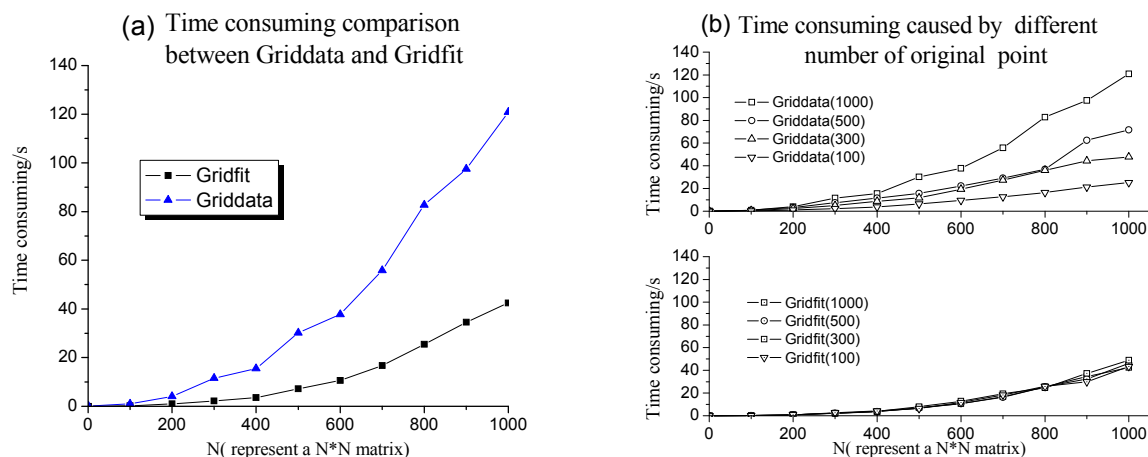 (a) Time consuming comparison
between Griddata and Gridfit
140
120
100
80
60
40
20
0
Time consuming/s
Gridfit
Griddata
0 200 400 600 800 1000
N( represent a N*N matrix)
(b) Time consuming caused by different
number of original point
140
120
100
80
60
40
20
0
Time consuming/s
Griddata(1000)
Griddata(500)
Griddata(300)
Griddata(100)
0 200 400 600 800 1000
140
120
100
80
60
40
20
0
Time consuming/s
Gridfit(1000)
Gridfit(500)
Gridfit(300)
Gridfit(100)
0 200 400 600 800 1000
N( represent a N*N matrix)